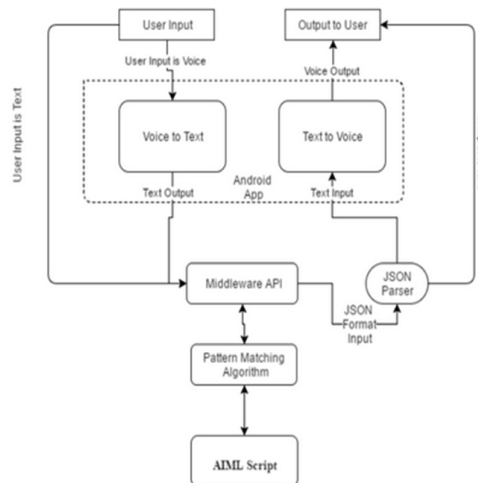 User Input
Output to User
User Input is Voice
Voice Output
User Input is Text
Voice to Text
Text to Voice
Text Output
Android
App
Text Input
Middleware API
JSON
Parser
JSON
Format
Input
Pattern Matching
Algorithm
AIML Script